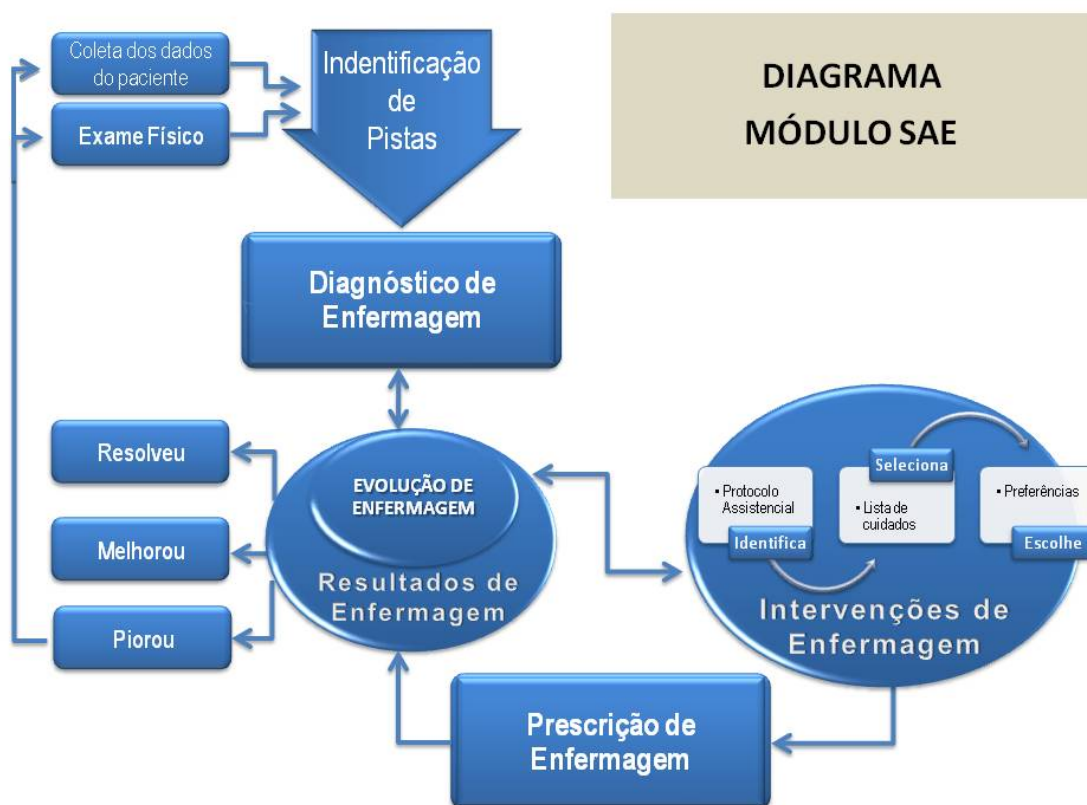 Coleta dos dados
do paciente
Exame Físico
Indentificação
de
Pistas
DIAGRAMA
MÓDULO SAE
Diagnóstico de
Enfermagem
Resolveu
Melhorou
Piorou
EVOLUÇÃO DE
ENFERMAGEM
Resultados de
Enfermagem
• Protocolo
Assistencial
Identifica
Seleciona
• Lista de
cuidados
• Preferências
Escolhe
Intervenções de
Enfermagem
Prescrição de
Enfermagem